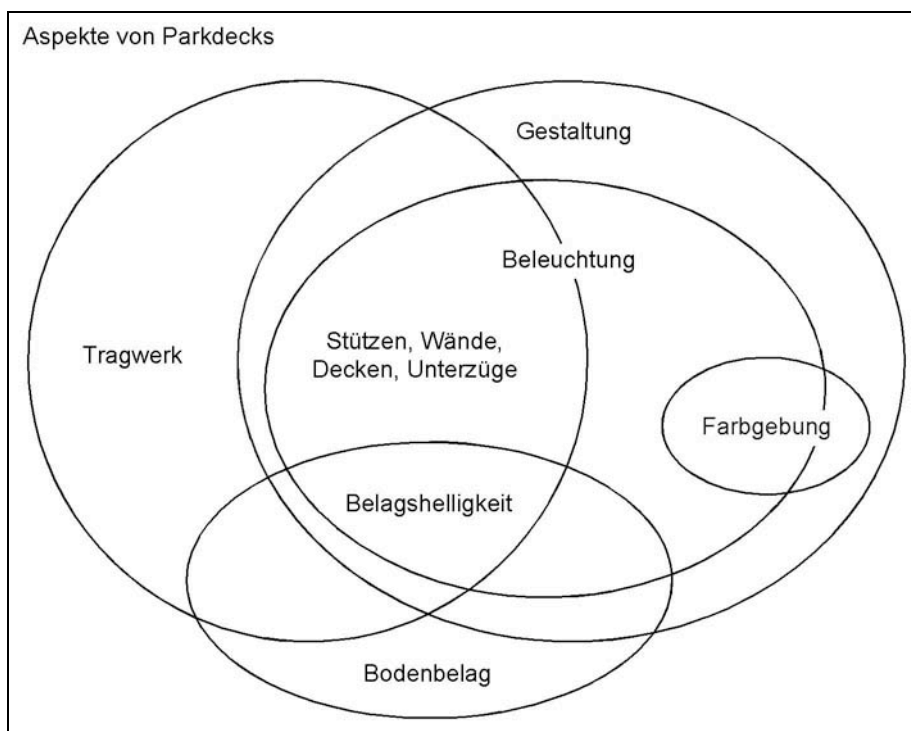 Aspekte von Parkdecks
Gestaltung
Beleuchtung
Stützen, Wände,
Decken, Unterzüge
Tragwerk
Farbgebung
Belagshelligkeit
Bodenbelag